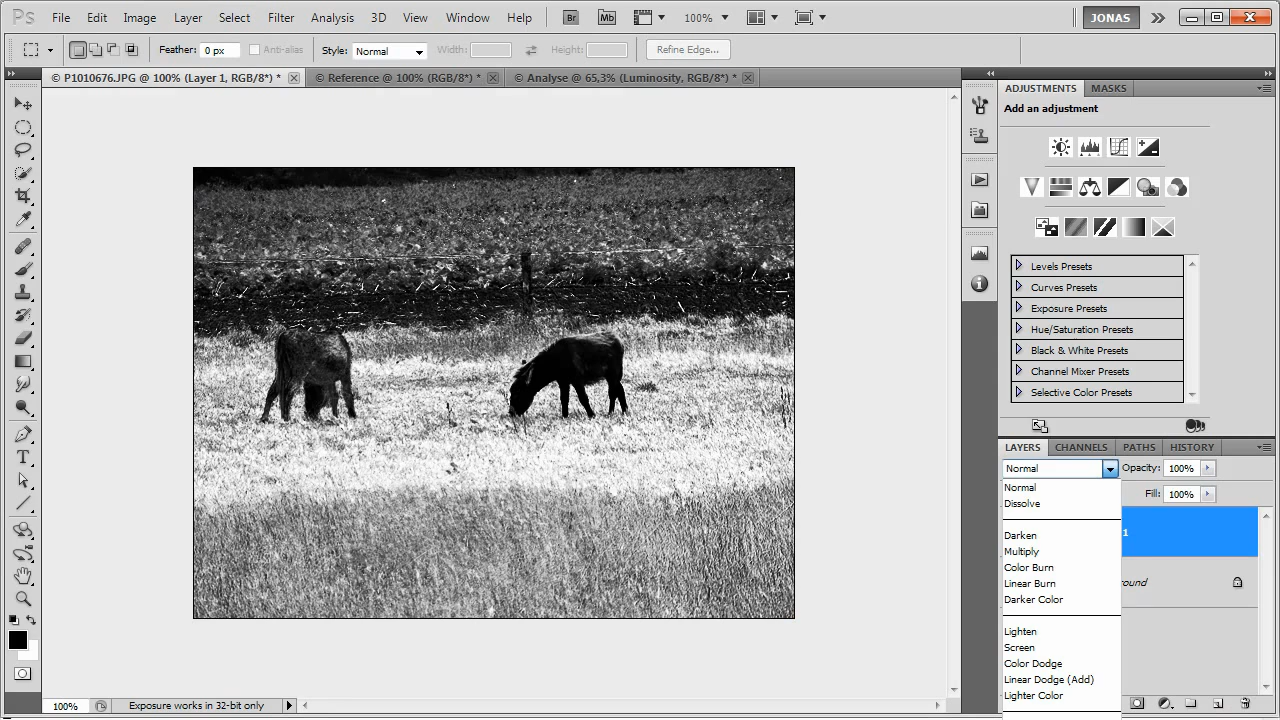 Ps File Edit Image Layer Select Filter Analysis 3D View Window Help Br Mb 100% JONAS
Feather: 0 px Anti-alias Style: Normal Width: Height: Refine Edge...
© P1010676.JPG @ 100% (Layer 1, RGB/8*) * © Reference @ 100% (RGB/8*) * © Analyse @ 65,3% (Luminosity, RGB/8*) *
ADJUSTMENTS MASKS
Add an adjustment
Levels Presets
Curves Presets
Exposure Presets
Hue/Saturation Presets
Black & White Presets
Channel Mixer Presets
Selective Color Presets
LAYERS CHANNELS PATHS HISTORY
Normal Opacity: 100%
Normal Fill: 100%
Dissolve
1
Darken
Multiply
Color Burn
Linear Burn
ound
Darker Color
Lighten
Screen
Color Dodge
Linear Dodge (Add)
Lighter Color
100% Exposure works in 32-bit only